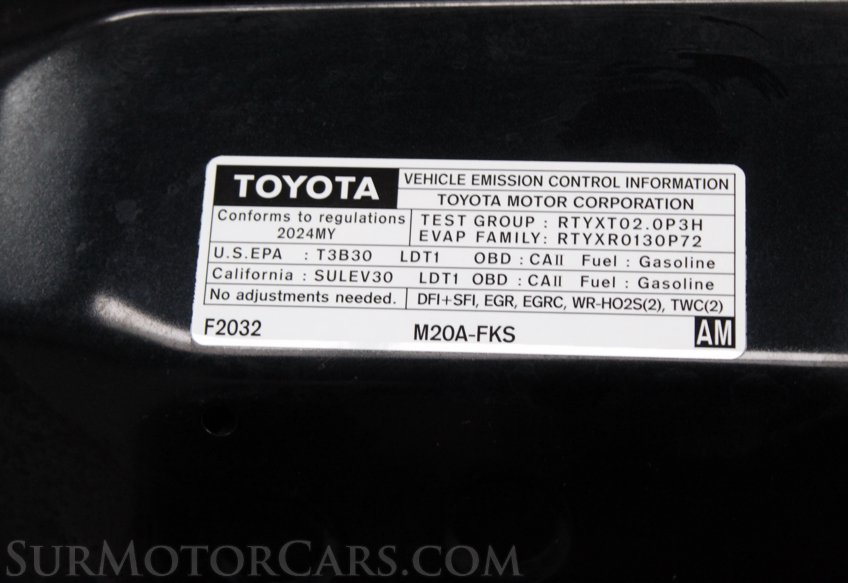 TOYOTA
VEHICLE EMISSION CONTROL INFORMATION
TOYOTA MOTOR CORPORATION
Conforms to regulations
2024MY
TEST GROUP : RTYXT02.0P3H
EVAP FAMILY: RTYXR0130P72
U.S.EPA : T3B30 LDT1 OBD : CAII Fuel : Gasoline
California : SULEV30 LDT1 OBD : CAII Fuel : Gasoline
No adjustments needed. DFI+SFI, EGR, EGRC, WR-HO2S(2), TWC(2)
F2032 M20A-FKS AM
SurMotorCars.com